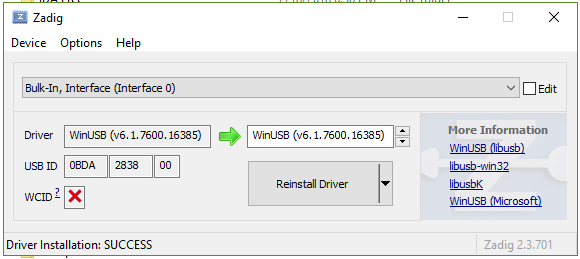 Zadig
Device Options Help
Bulk-In, Interface (Interface 0)
Edit
Driver WinUSB (v6.1.7600.16385) WinUSB (v6.1.7600.16385)
USB ID 0BDA 2838 00
WCID ?
Reinstall Driver
More Information
WinUSB (libusb)
libusb-win32
libusbK
WinUSB (Microsoft)
Driver Installation: SUCCESS
Zadig 2.3.701